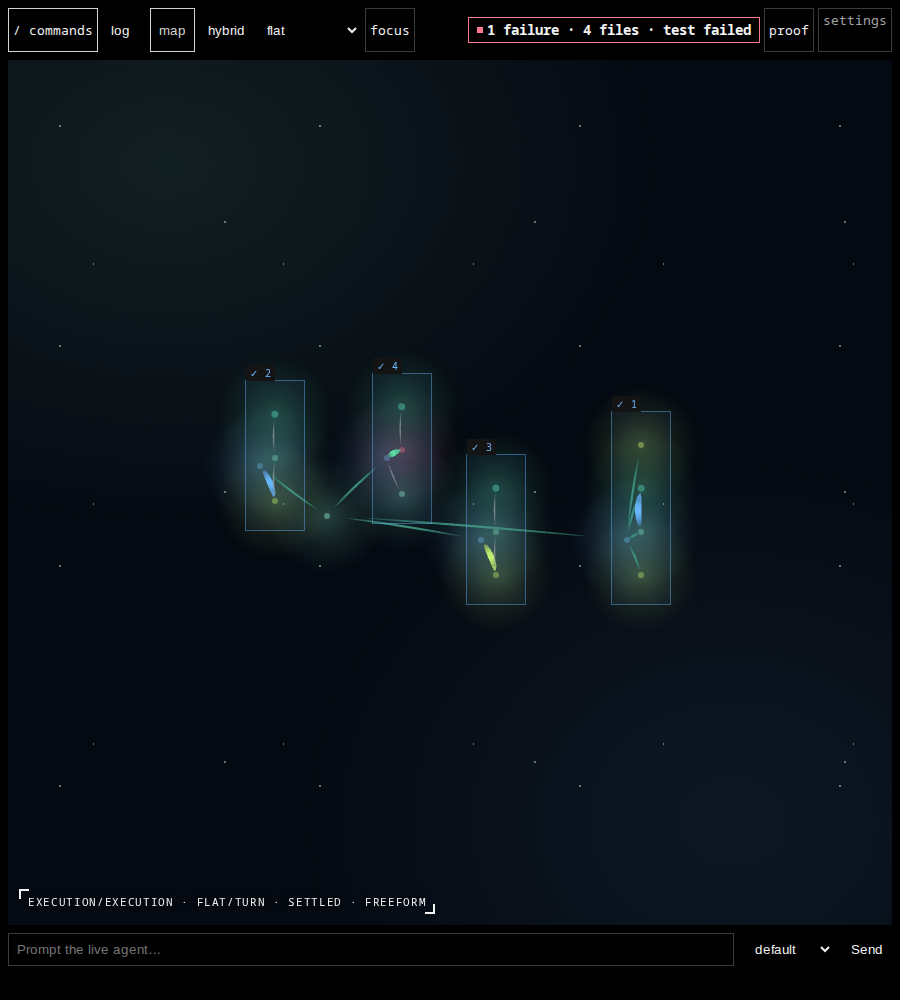 / commands log map hybrid flat focus 1 failure · 4 files · test failed proof settings
✓ 2
✓ 4
✓ 3
✓ 1
EXECUTION/EXECUTION · FLAT/TURN · SETTLED · FREEFORM
Prompt the live agent… default Send